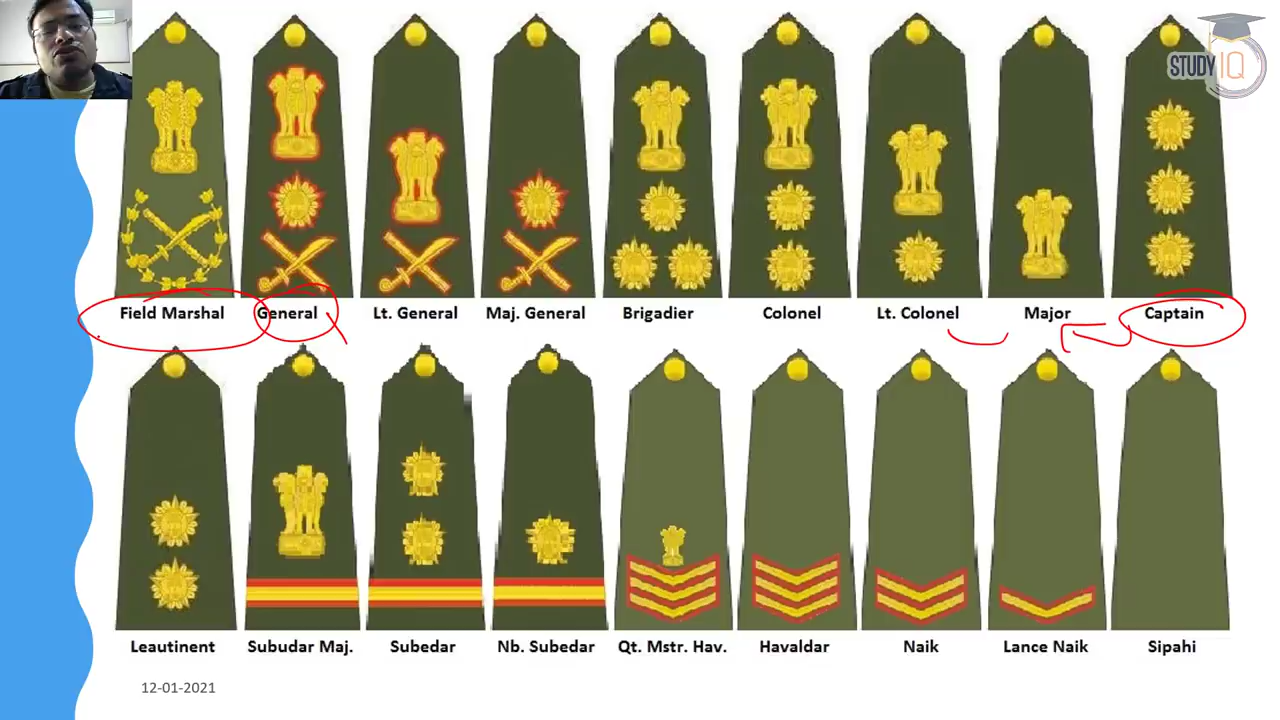 STUDY IQ
Field Marshal General Lt. General Maj. General Brigadier Colonel Lt. Colonel Major Captain
Leautinent Subudar Maj. Subedar Nb. Subedar Qt. Mstr. Hav. Havaldar Naik Lance Naik Sipahi
12-01-2021